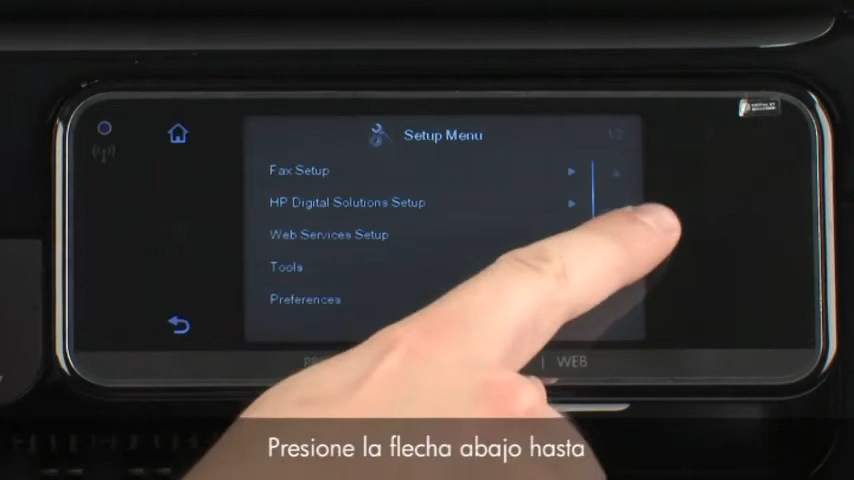 Setup Menu
Fax Setup
HP Digital Solutions Setup
Web Services Setup
Tools
Preferences
WEB
Presione la flecha abajo hasta